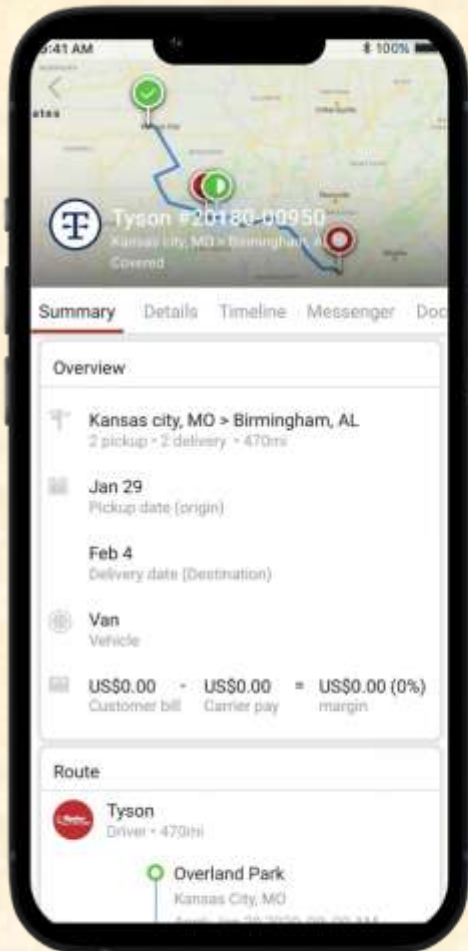 9:41 AM
100%
ates
Tyson #20180-00950
Kansas city, MO > Birmingham, A
Covered
Summary Details Timeline Messenger Doc
Overview
Kansas city, MO > Birmingham, AL
2 pickup • 2 delivery • 470mi
Jan 29
Pickup date (origin)
Feb 4
Delivery date (Destination)
Van
Vehicle
US$0.00 - US$0.00 = US$0.00 (0%)
Customer bill Carrier pay margin
Route
Tyson
Driver • 470mi
Overland Park
Kansas City, MO